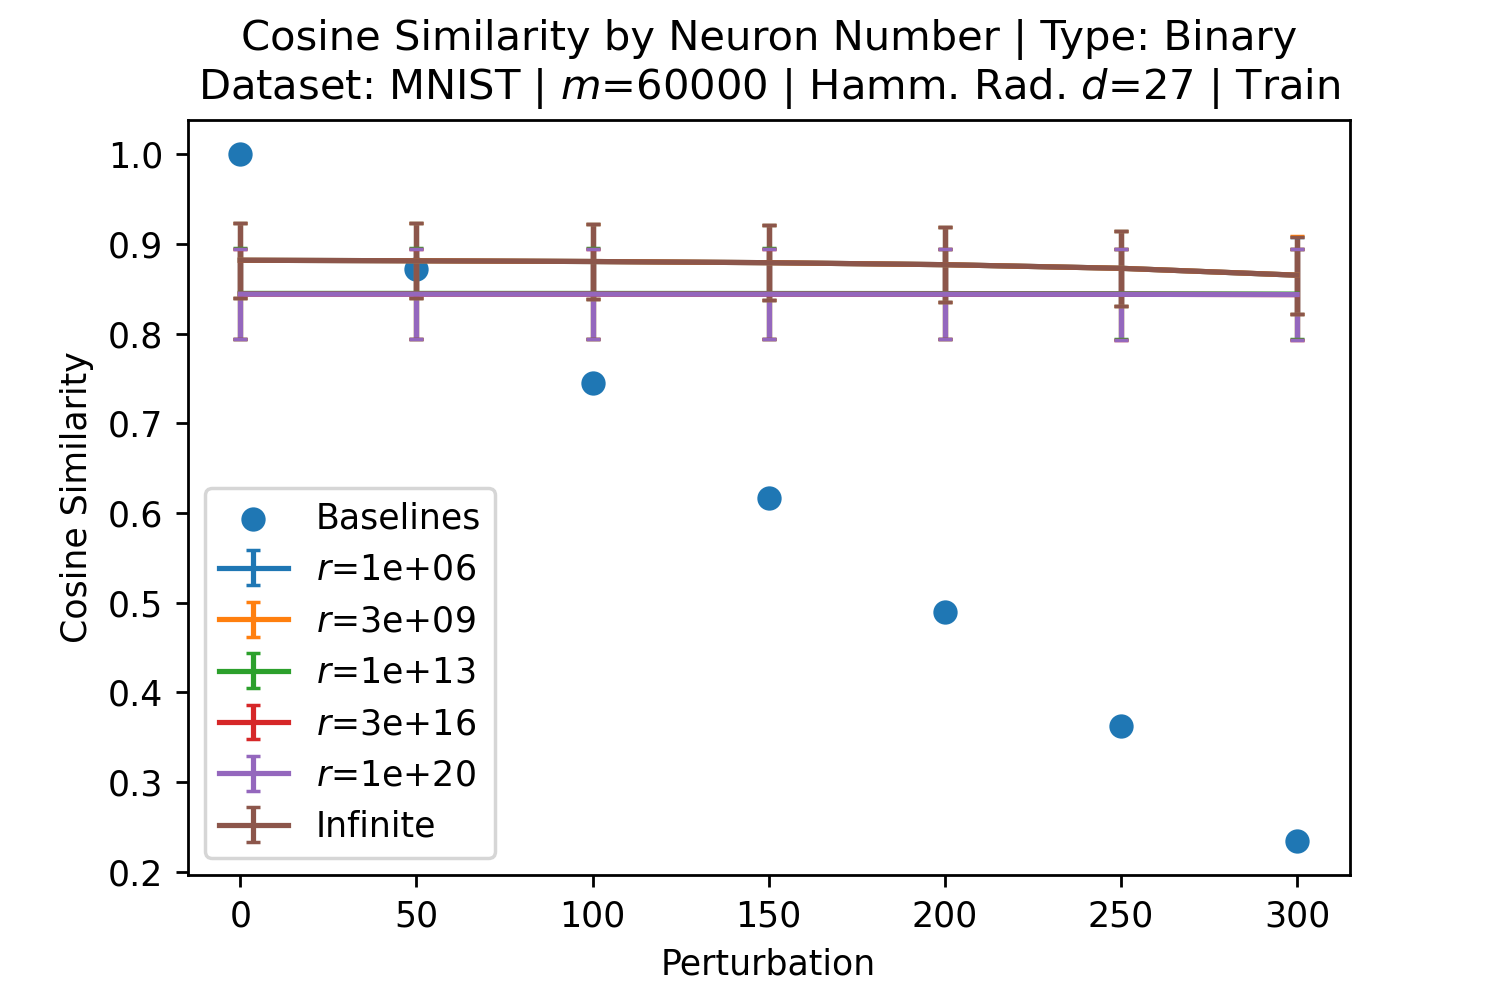 Cosine Similarity by Neuron Number | Type: Binary
Dataset: MNIST | m=60000 | Hamm. Rad. d=27 | Train
Cosine Similarity
1.0
0.9
0.8
0.7
0.6
0.5
0.4
0.3
0.2
Baselines
r=1e+06
r=3e+09
r=1e+13
r=3e+16
r=1e+20
Infinite
0 50 100 150 200 250 300
Perturbation